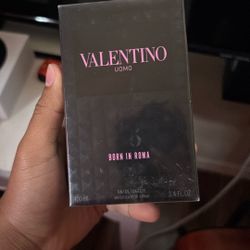 VALENTINO
UOMO
BORN IN ROMA
EAU DE TOILETTE